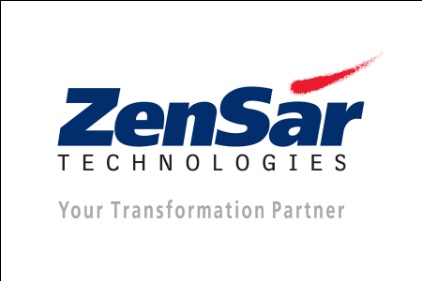 ZenSar
TECHNOLOGIES
Your Transformation Partner